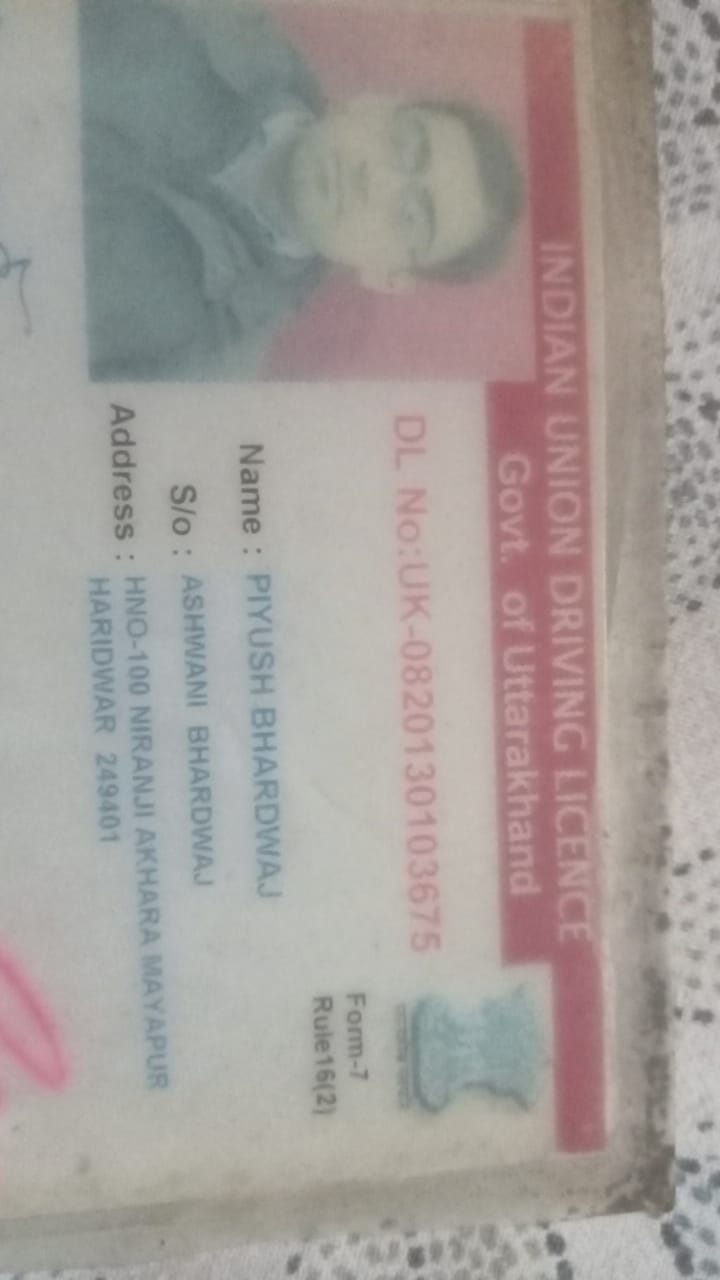 INDIAN UNION DRIVING LICENCE
Govt. of Uttarakhand
DL No:UK-0820130103675
Form-7
Rule16(2)
Name : PIYUSH BHARDWAJ
S/o : ASHWANI BHARDWAJ
Address : HNO-100 NIRANJI AKHARA MAYAPUR
HARIDWAR 249401